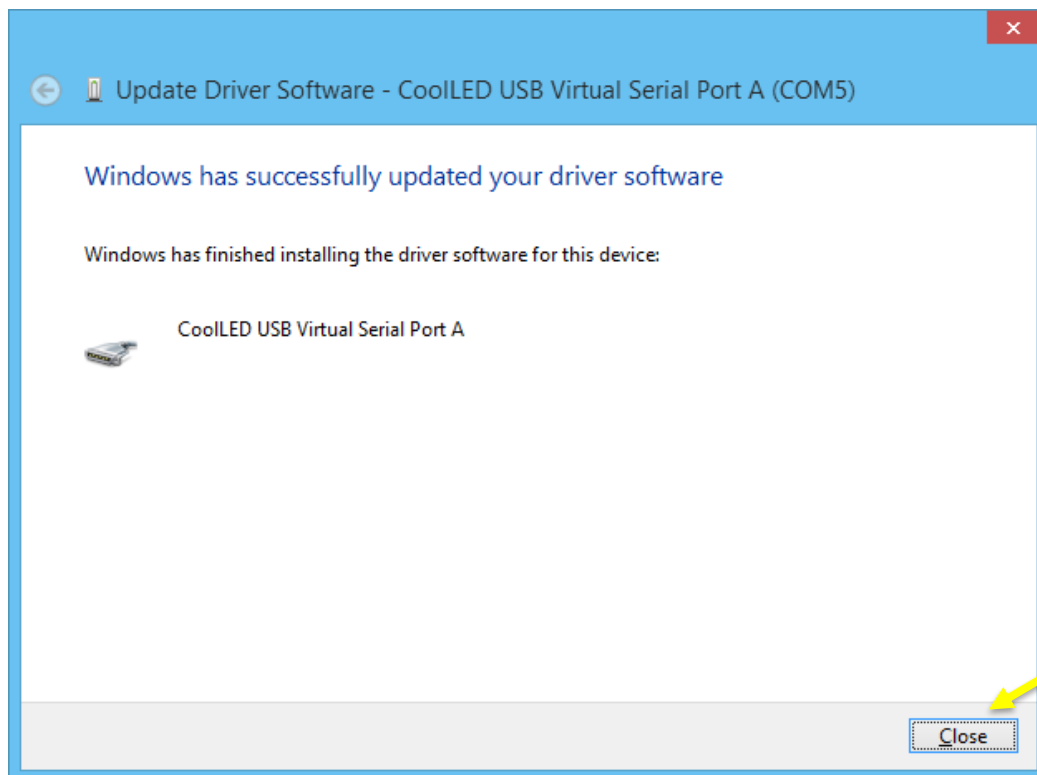 Update Driver Software - CoolLED USB Virtual Serial Port A (COM5)
Windows has successfully updated your driver software
Windows has finished installing the driver software for this device:
CoolLED USB Virtual Serial Port A
Close